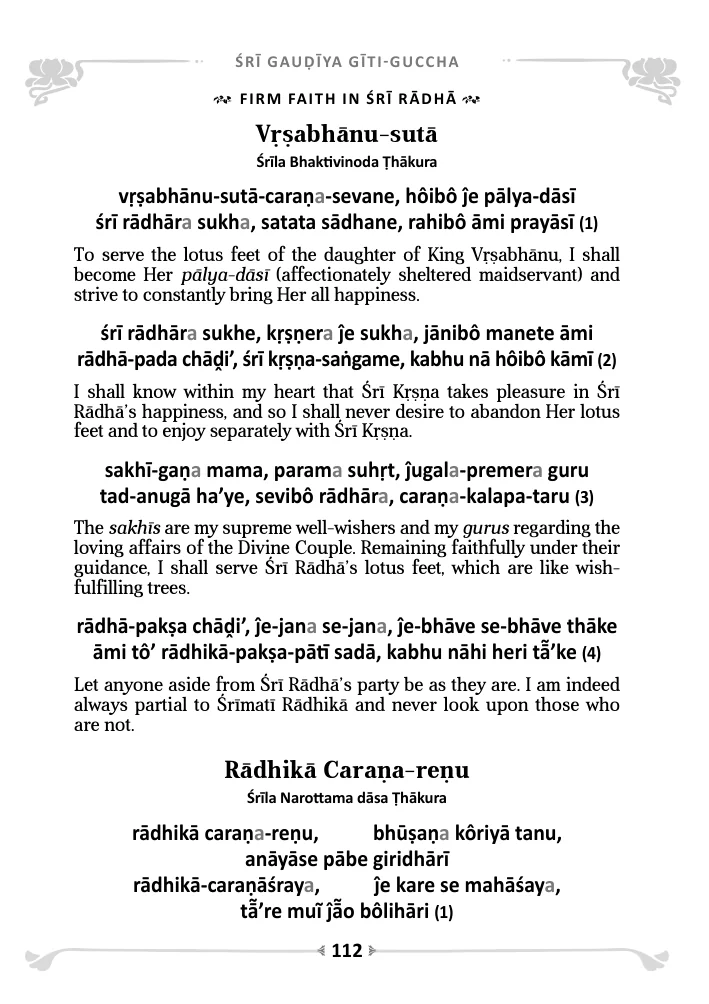 ŚRĪ GAUḌĪYA GĪTI-GUCCHA
FIRM FAITH IN ŚRĪ RĀDHĀ
Vṛṣabhānu-sutā
Śrīla Bhaktivinoda Ṭhākura
vṛṣabhānu-sutā-caraṇa-sevane, hôibô ĵe pālya-dāsī
śrī rādhāra sukha, satata sādhane, rahibô āmi prayāsī (1)
To serve the lotus feet of the daughter of King Vṛṣabhānu, I shall
become Her pālya-dāsī (affectionately sheltered maidservant) and
strive to constantly bring Her all happiness.
śrī rādhāra sukhe, kṛṣṇera ĵe sukha, jānibô manete āmi
rādhā-pada chāḓi’, śrī kṛṣṇa-saṅgame, kabhu nā hôibô kāmī (2)
I shall know within my heart that Śrī Kṛṣṇa takes pleasure in Śrī
Rādhā’s happiness, and so I shall never desire to abandon Her lotus
feet and to enjoy separately with Śrī Kṛṣṇa.
sakhī-gaṇa mama, parama suhṛt, ĵugala-premera guru
tad-anugā ha’ye, sevibô rādhāra, caraṇa-kalapa-taru (3)
The sakhīs are my supreme well-wishers and my gurus regarding the
loving affairs of the Divine Couple. Remaining faithfully under their
guidance, I shall serve Śrī Rādhā’s lotus feet, which are like wish-
fulfilling trees.
rādhā-pakṣa chāḓi’, ĵe-jana se-jana, ĵe-bhāve se-bhāve thāke
āmi tô’ rādhikā-pakṣa-pātī sadā, kabhu nāhi heri tā̃’ke (4)
Let anyone aside from Śrī Rādhā’s party be as they are. I am indeed
always partial to Śrīmatī Rādhikā and never look upon those who
are not.
Rādhikā Caraṇa-reṇu
Śrīla Narottama dāsa Ṭhākura
rādhikā caraṇa-reṇu, bhūṣaṇa kôriyā tanu,
anāyāse pābe giridhārī
rādhikā-caraṇāśraya, ĵe kare se mahāśaya,
tā̃’re muĩ ĵāo bôlihāri (1)
112